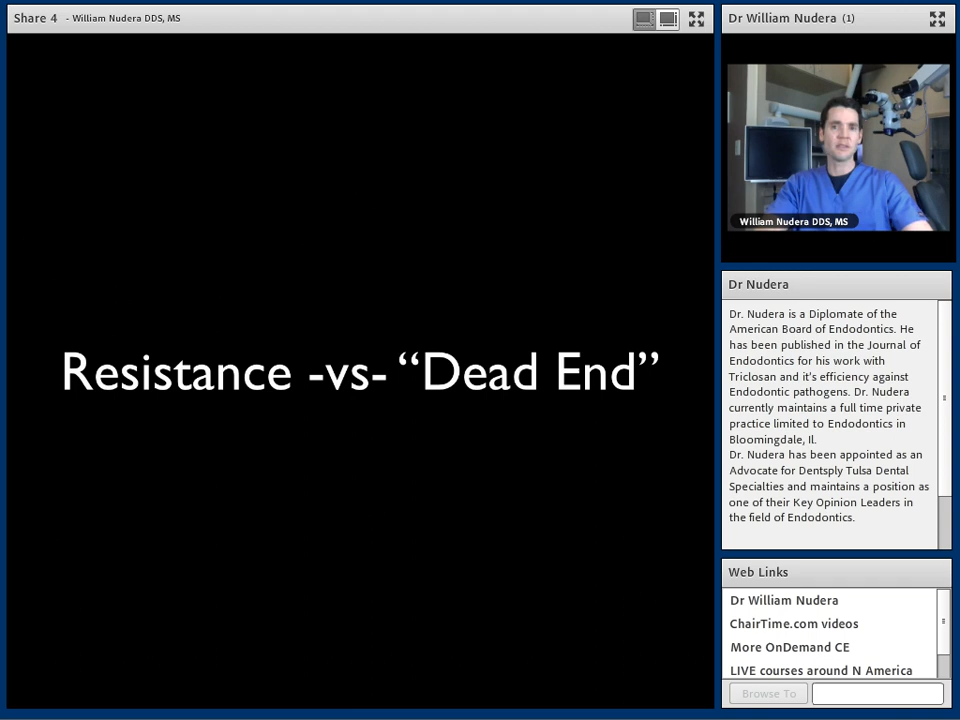 Share 4 - William Nudera DDS, MS
Resistance -vs- “Dead End”
Dr William Nudera (1)
William Nudera DDS, MS
Dr Nudera
Dr. Nudera is a Diplomate of the
American Board of Endodontics. He
has been published in the Journal of
Endodontics for his work with
Triclosan and it's efficiency against
Endodontic pathogens. Dr. Nudera
currently maintains a full time private
practice limited to Endodontics in
Bloomingdale, Il.
Dr. Nudera has been appointed as an
Advocate for Dentsply Tulsa Dental
Specialties and maintains a position as
one of their Key Opinion Leaders in
the field of Endodontics.
Web Links
Dr William Nudera
ChairTime.com videos
More OnDemand CE
LIVE courses around N America
Browse To